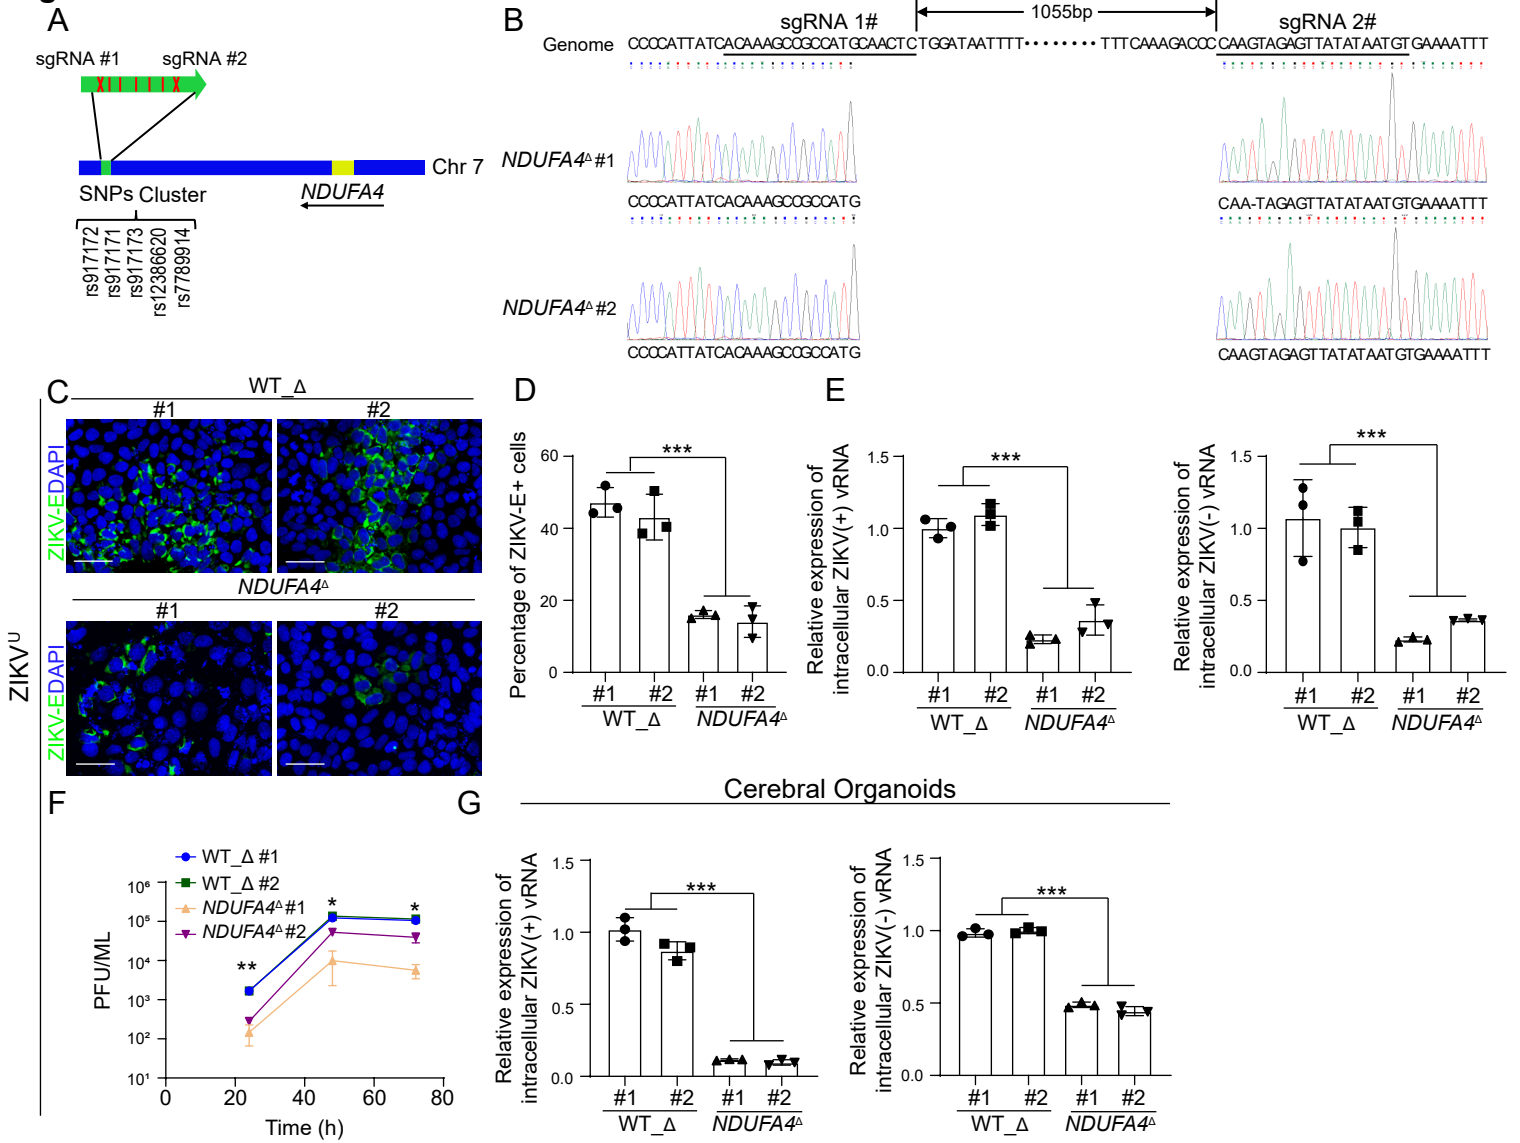 A
sgRNA #1
sgRNA #2
Chr 7
SNPs Cluster
NDUFA4
rs917172
rs917171
rs917173
rs12386620
rs7789914
B
sgRNA 1#
1055bp
sgRNA 2#
Genome
CCCCATTATCACAAAGCCGCCATGCAACTCTGGATAATTTT········TTTCAAAGACCCCAAGTAGAGTTATATAATGTGAAAATTT
NDUFA4Δ #1
CCCCATTATCACAAAGCCGCCATG
CAA-TAGAGTTATATAATGTGAAAATTT
NDUFA4Δ #2
CCCCATTATCACAAAGCCGCCATG
CAAGTAGAGTTATATAATGTGAAAATTT
C
ZIKVU
WT_Δ
#1
#2
ZIKV-EDAPI
NDUFA4Δ
#1
#2
ZIKV-EDAPI
D
Percentage of ZIKV-E+ cells
60
40
20
0
***
#1
#2
#1
#2
WT_Δ
NDUFA4Δ
E
Relative expression of
intracellular ZIKV(+) vRNA
1.5
1.0
0.5
0.0
***
#1
#2
#1
#2
WT_Δ
NDUFA4Δ
Relative expression of
intracellular ZIKV(-) vRNA
1.5
1.0
0.5
0.0
***
#1
#2
#1
#2
WT_Δ
NDUFA4Δ
F
WT_Δ #1
WT_Δ #2
NDUFA4Δ #1
NDUFA4Δ #2
PFU/ML
10⁶
10⁵
10⁴
10³
10²
10¹
**
*
*
0
20
40
60
80
Time (h)
G
Cerebral Organoids
Relative expression of
intracellular ZIKV(+) vRNA
1.5
1.0
0.5
0.0
***
#1
#2
#1
#2
WT_Δ
NDUFA4Δ
Relative expression of
intracellular ZIKV(-) vRNA
1.5
1.0
0.5
0.0
***
#1
#2
#1
#2
WT_Δ
NDUFA4Δ